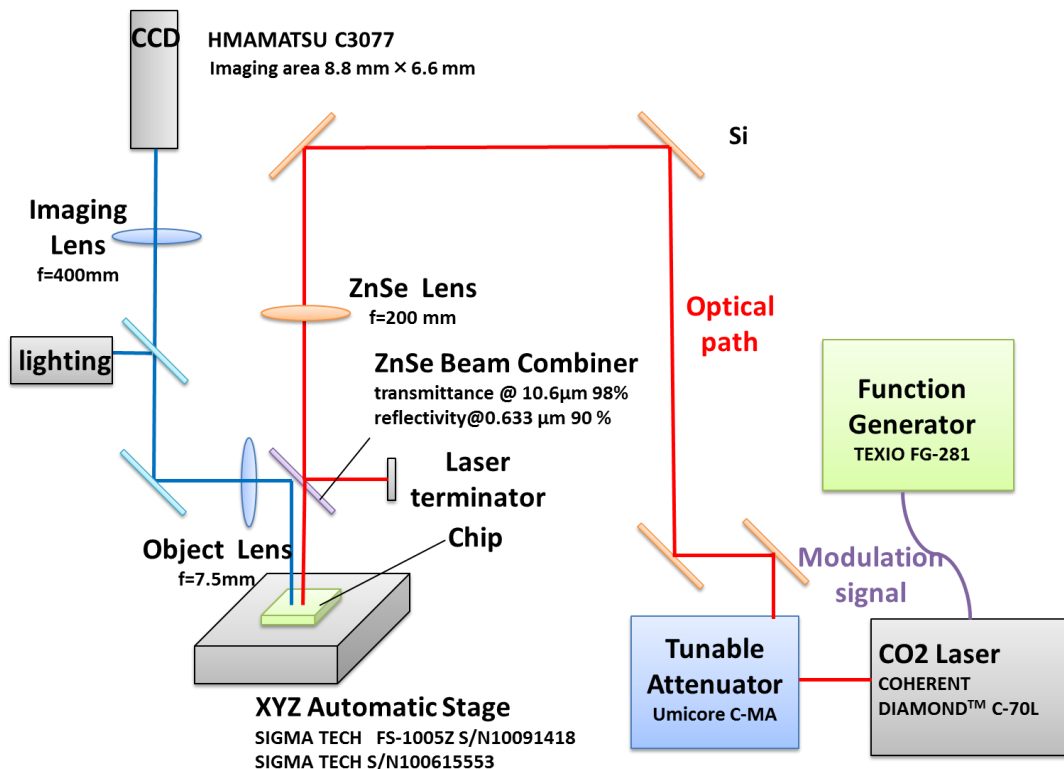 CCD
HMAMATSU C3077
Imaging area 8.8 mm × 6.6 mm
Si
Imaging
Lens
f=400mm
ZnSe Lens
f=200 mm
Optical
path
lighting
ZnSe Beam Combiner
transmittance @ 10.6μm 98%
reflectivity@0.633 μm 90 %
Function
Generator
TEXIO FG-281
Laser
terminator
Object Lens
f=7.5mm
Chip
Modulation
signal
Tunable
Attenuator
Umicore C-MA
CO2 Laser
COHERENT
DIAMOND™ C-70L
XYZ Automatic Stage
SIGMA TECH FS-1005Z S/N10091418
SIGMA TECH S/N100615553